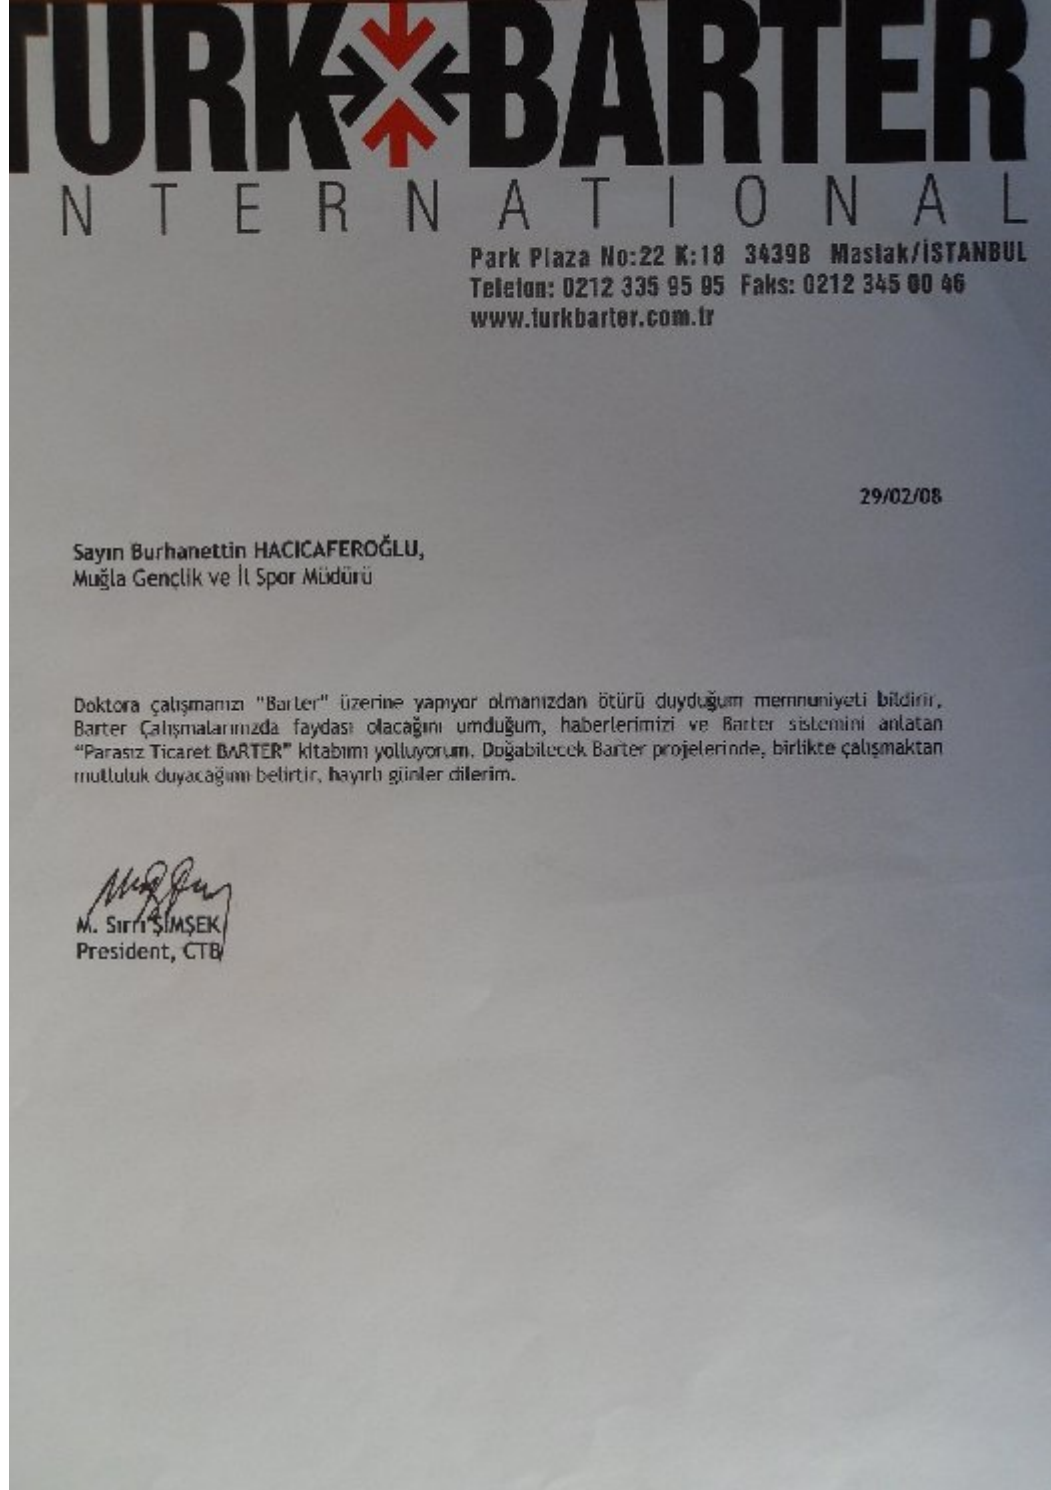 TURK BARTER
NTERNATIONAL
Park Plaza No:22 K:18 34398 Maslak/İSTANBUL
Telefon: 0212 335 95 95 Faks: 0212 345 00 46
www.turkbarter.com.tr
29/02/08
Sayın Burhanettin HACICAFEROĞLU,
Muğla Gençlik ve İl Spor Müdürü
Doktora çalışmanızı “Barter” üzerine yapıyor olmanızdan ötürü duyduğum memnuniyeti bildirir,
Barter Çalışmalarınızda faydası olacağını umduğum, haberlerimizi ve Barter sistemini anlatan
“Parasız Ticaret BARTER” kitabımı yolluyorum. Doğabilecek Barter projelerinde, birlikte çalışmaktan
mutluluk duyacağımı belirtir, hayırlı günler dilerim.
M. Sırrı ŞİMŞEK
President, CTB